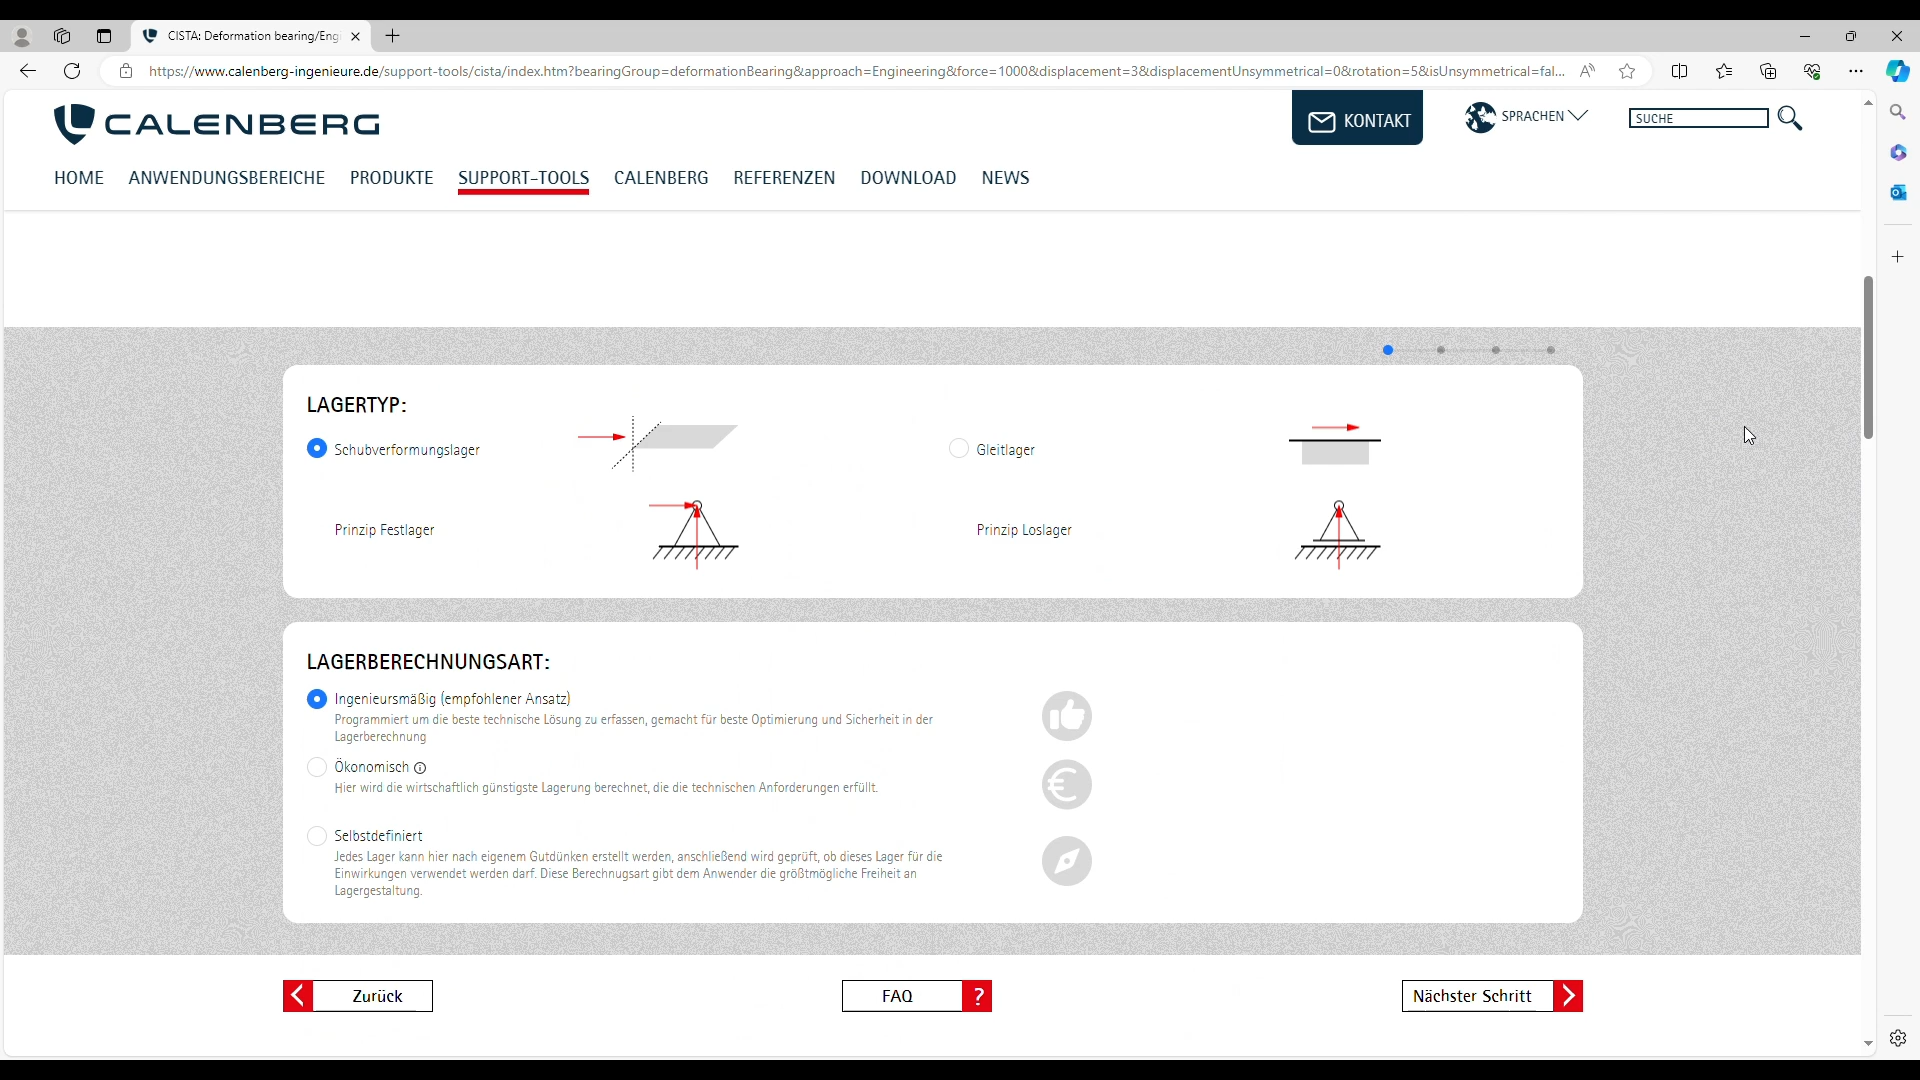 CISTA: Deformation bearing/Engi
https://www.calenberg-ingenieure.de/support-tools/cista/index.htm?bearingGroup=deformationBearing&approach=Engineering&force=1000&displacement=3&displacementUnsymmetrical=0&rotation=5&isUnsymmetrical=fal...
CALENBERG
KONTAKT
SPRACHEN
SUCHE
HOME ANWENDUNGSBEREICHE PRODUKTE SUPPORT-TOOLS CALENBERG REFERENZEN DOWNLOAD NEWS
LAGERTYP:
Schubverformungslager
Gleitlager
Prinzip Festlager
Prinzip Loslager
LAGERBERECHNUNGSART:
Ingenieursmäßig (empfohlener Ansatz)
Programmiert um die beste technische Lösung zu erfassen, gemacht für beste Optimierung und Sicherheit in der
Lagerberechnung
Ökonomisch
Hier wird die wirtschaftlich günstigste Lagerung berechnet, die die technischen Anforderungen erfüllt.
Selbstdefiniert
Jedes Lager kann hier nach eigenem Gutdünken erstellt werden, anschließend wird geprüft, ob dieses Lager für die
Einwirkungen verwendet werden darf. Diese Berechnugsart gibt dem Anwender die größtmögliche Freiheit an
Lagergestaltung.
Zurück
FAQ ?
Nächster Schritt